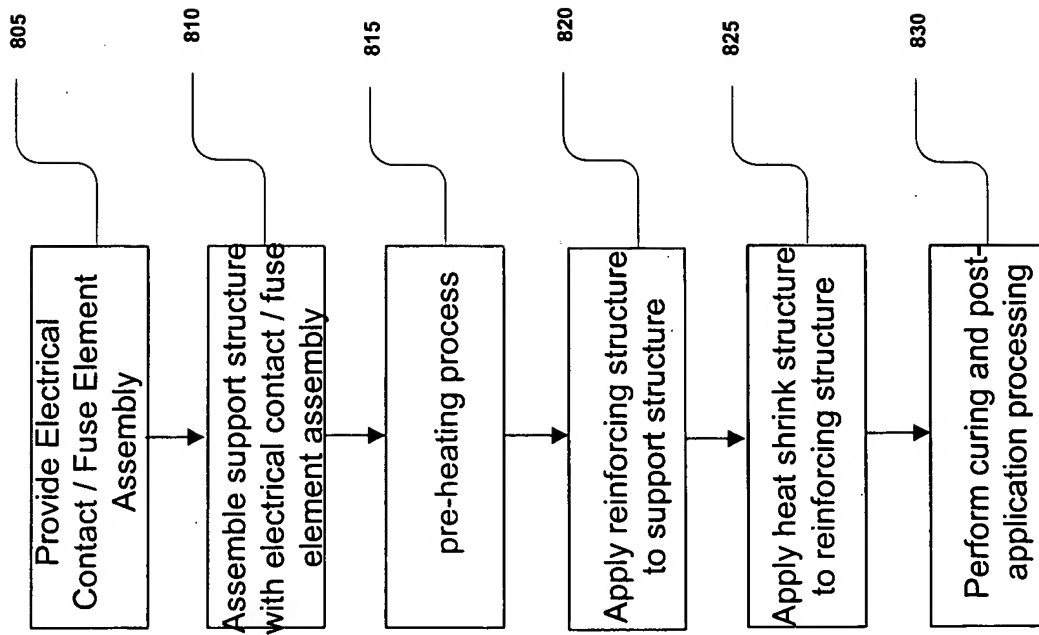 Provide Electrical
Contact / Fuse Element
Assembly
805
Assemble support structure
with electrical contact / fuse
element assembly
810
pre-heating process
815
Apply reinforcing structure
to support structure
820
Apply heat shrink structure
to reinforcing structure
825
Perform curing and post-
application processing
830